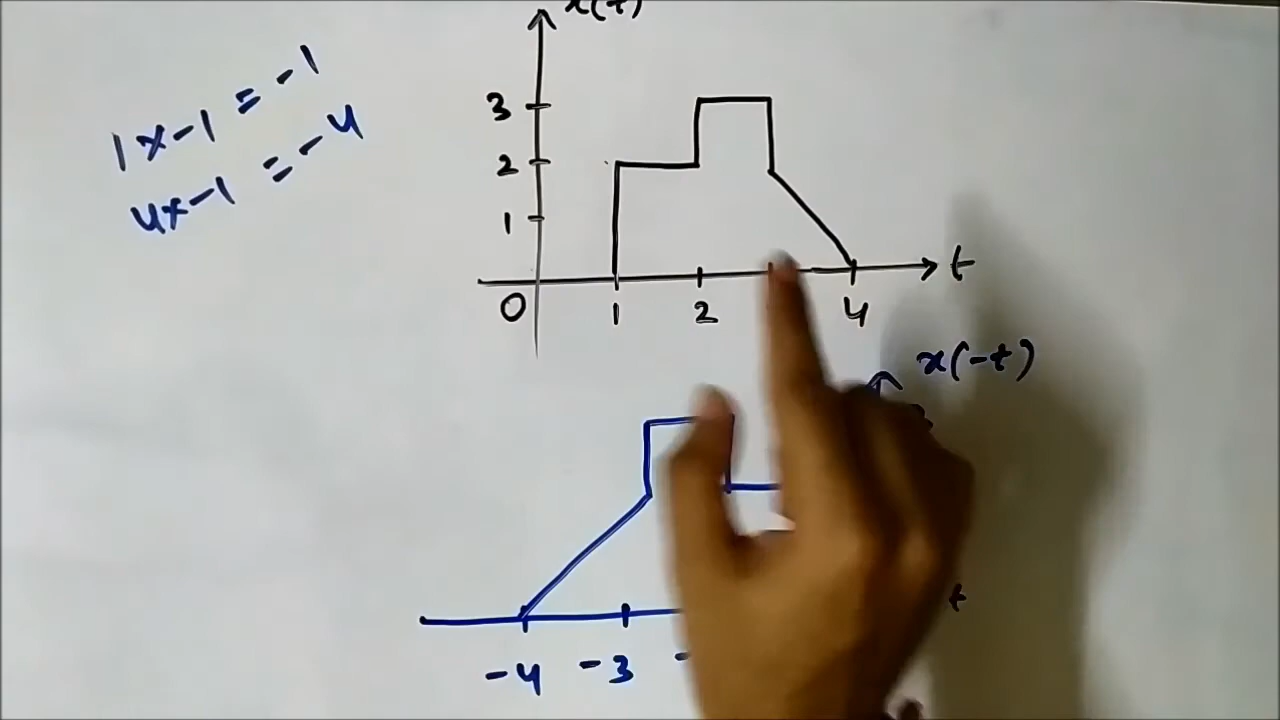 x(t)
1x-1 = -1
4x-1 = -4
3
2
1
0 1 2 4 t
x(-t)
t
-4 -3